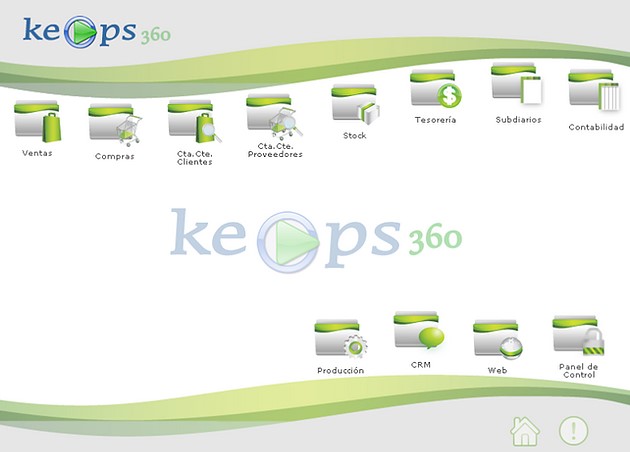 keops 360
Ventas
Compras
Cta.Cte.
Clientes
Cta.Cte.
Proveedores
Stock
Tesorería
Subdiarios
Contabilidad
keops 360
Producción
CRM
Web
Panel de
Control